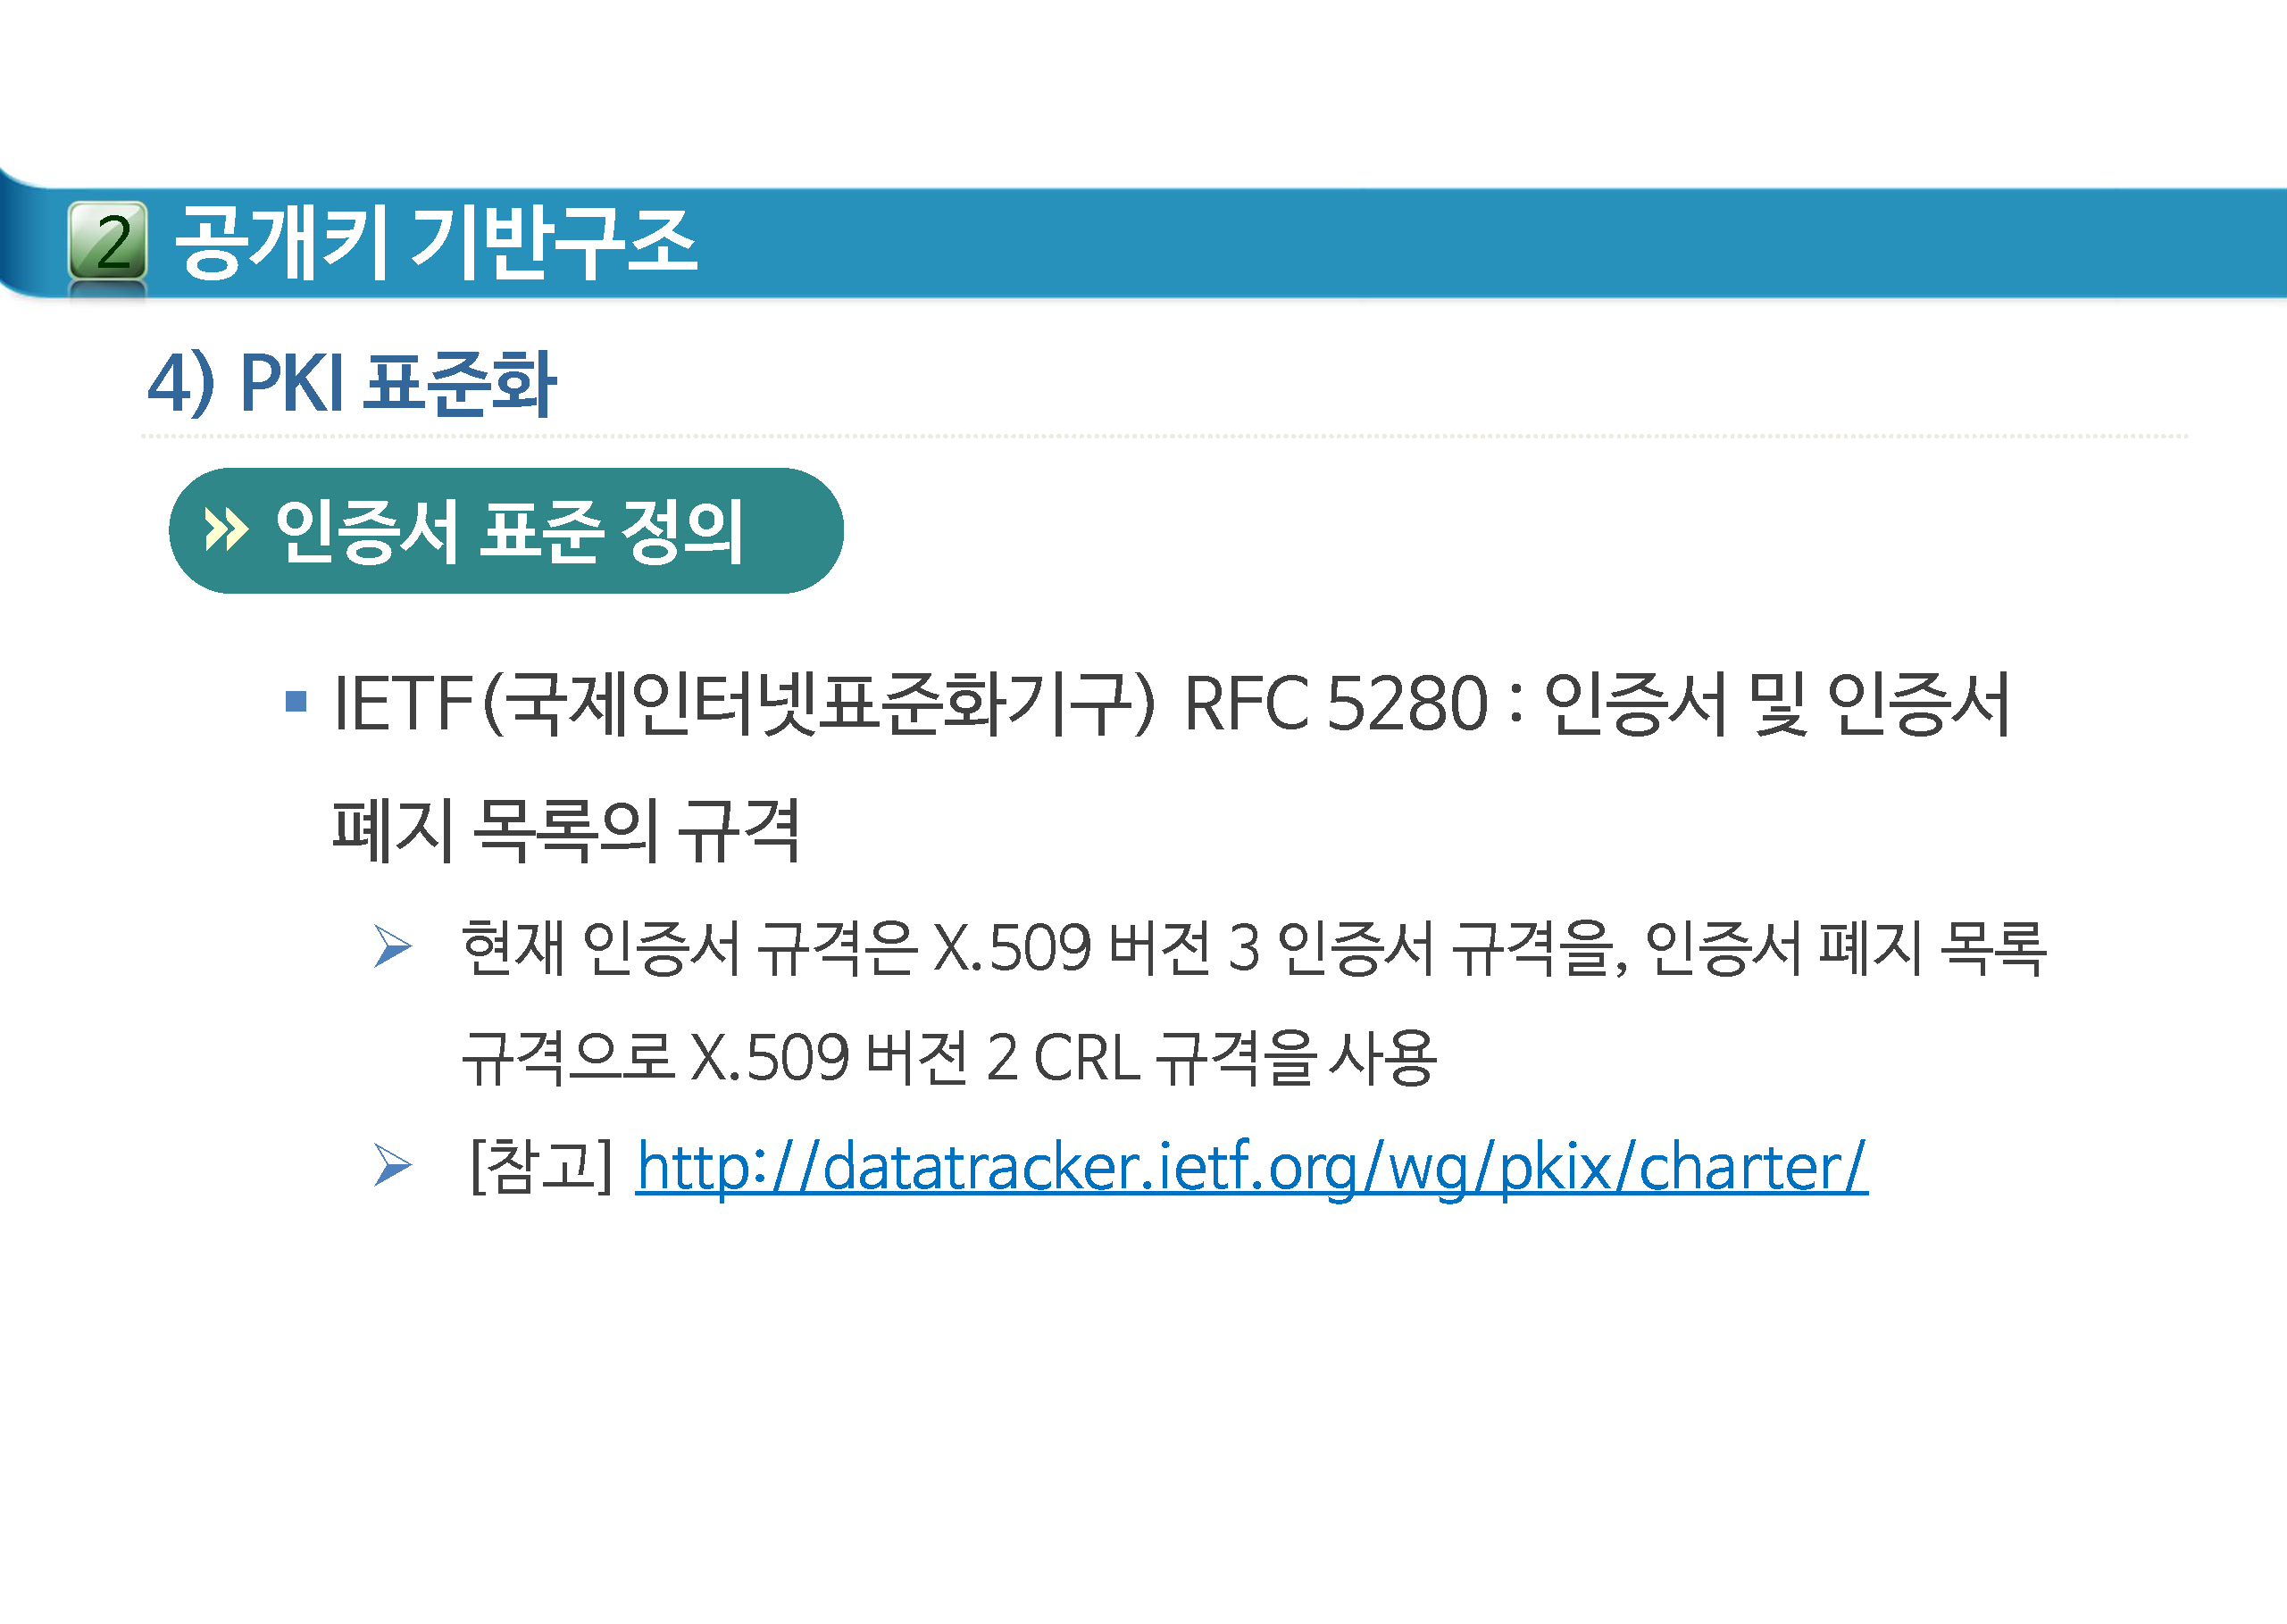 2 공개키 기반구조
4) PKI 표준화
» 인증서 표준 정의
▪ IETF(국제인터넷표준화기구) RFC 5280 : 인증서 및 인증서
폐지 목록의 규격
➢ 현재 인증서 규격은 X.509 버전 3 인증서 규격을, 인증서 폐지 목록
규격으로 X.509 버전 2 CRL 규격을 사용
➢ [참고] http://datatracker.ietf.org/wg/pkix/charter/